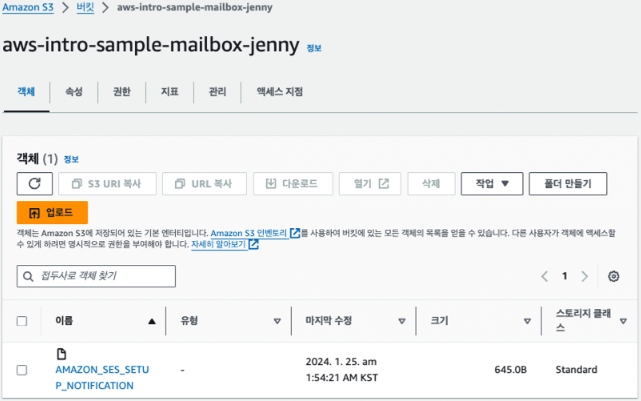 Amazon S3 > 버킷 > aws-intro-sample-mailbox-jenny
aws-intro-sample-mailbox-jenny 정보
객체 속성 권한 지표 관리 액세스 지점
객체 (1) 정보
S3 URI 복사 URL 복사 다운로드 열기 삭제 작업 ▼ 폴더 만들기
업로드
객체는 Amazon S3에 저장되어 있는 기본 엔터티입니다. Amazon S3 인벤토리 를 사용하여 버킷에 있는 모든 객체의 목록을 얻을 수 있습니다. 다른 사용자가 객체에 액세스할
수 있게 하려면 명시적으로 권한을 부여해야 합니다. 자세히 알아보기
접두사로 객체 찾기 < 1 >
이름 유형 마지막 수정 크기 스토리지 클래
스
AMAZON_SES_SETU
P_NOTIFICATION
-
2024. 1. 25. am
1:54:21 AM KST
645.0B
Standard